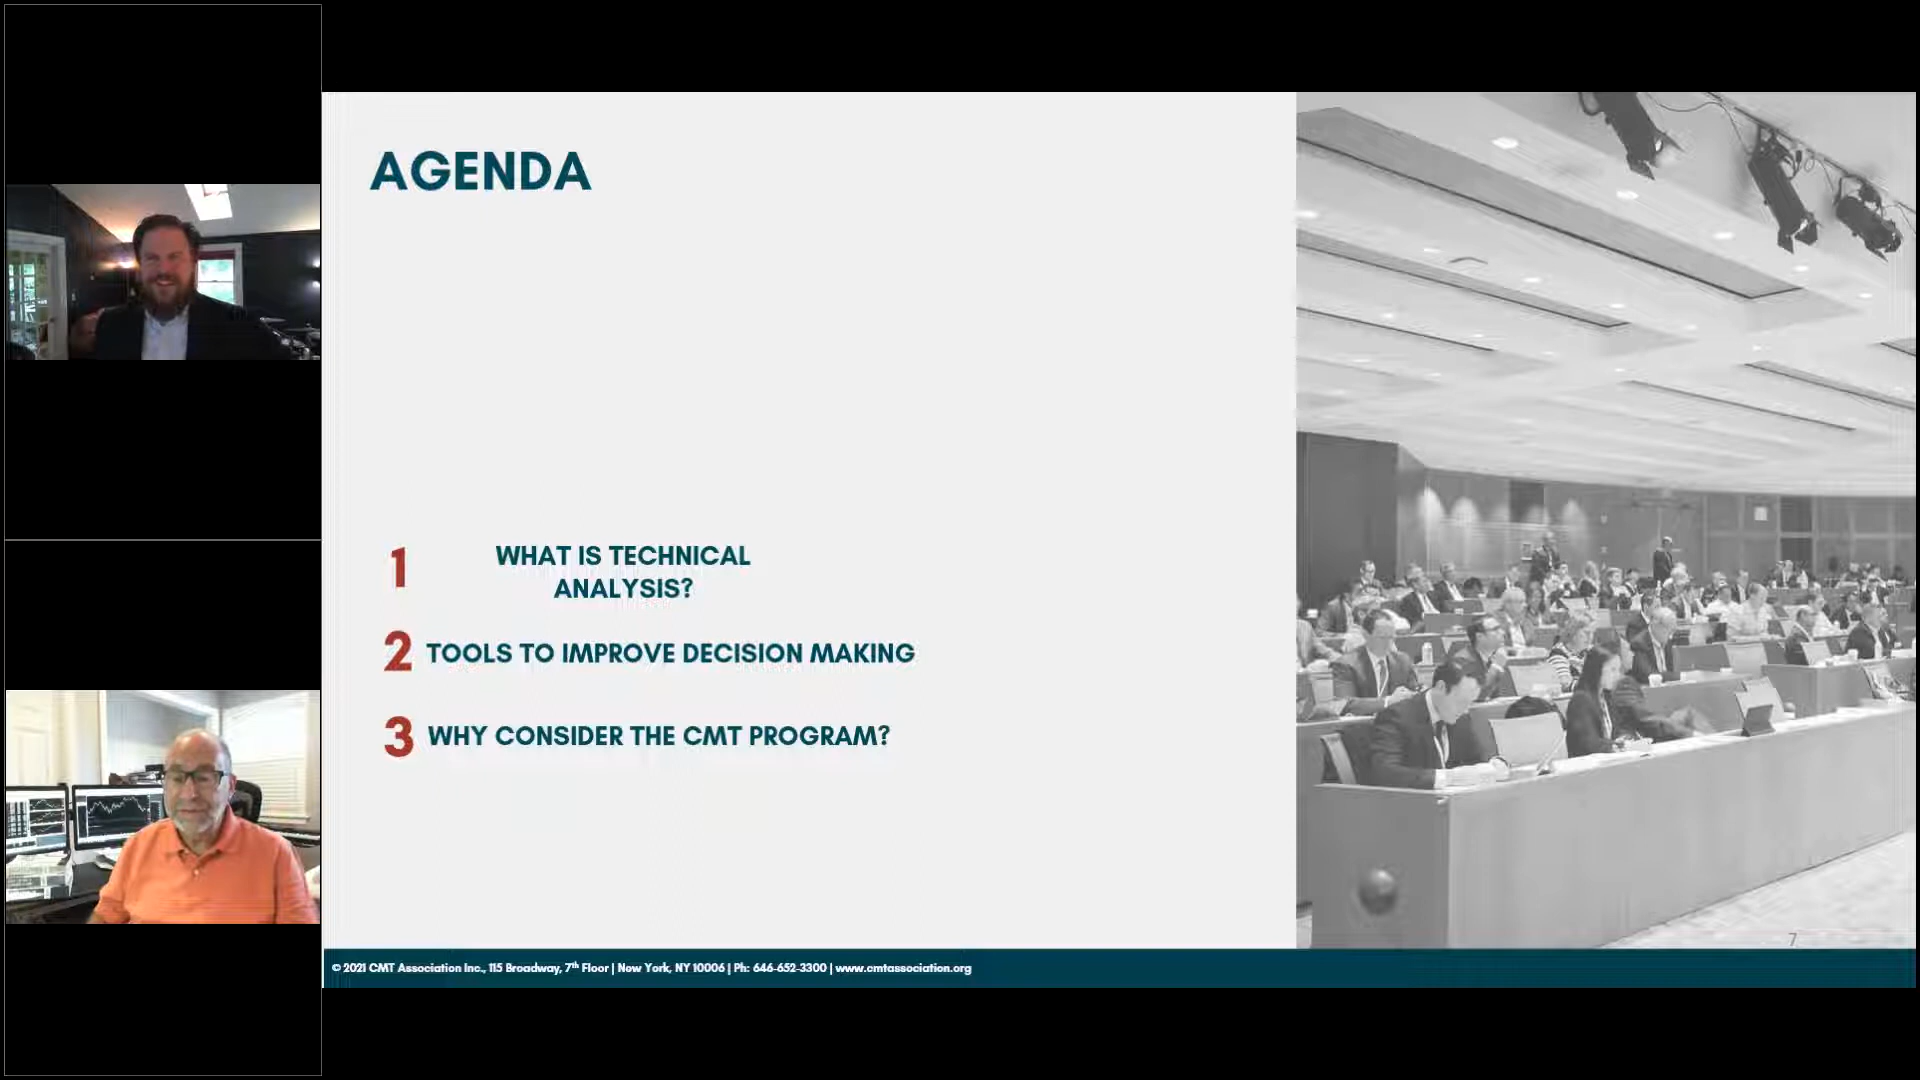 AGENDA
1 WHAT IS TECHNICAL
ANALYSIS?
2 TOOLS TO IMPROVE DECISION MAKING
3 WHY CONSIDER THE CMT PROGRAM?
7
© 2021 CMT Association Inc., 115 Broadway, 7th Floor | New York, NY 10006 | Ph: 646-652-3300 | www.cmtassociation.org